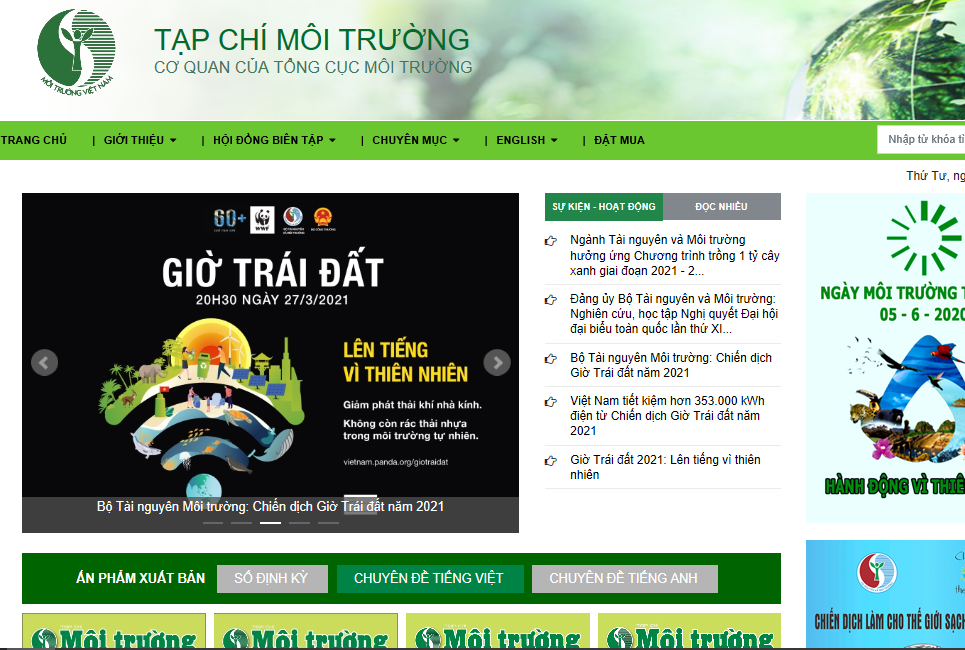 TẠP CHÍ MÔI TRƯỜNG
CƠ QUAN CỦA TỔNG CỤC MÔI TRƯỜNG
MÔI TRƯỜNG VIỆT NAM
TRANG CHỦ | GIỚI THIỆU | HỘI ĐỒNG BIÊN TẬP | CHUYÊN MỤC | ENGLISH | ĐẶT MUA
Nhập từ khóa
Thứ Tư,
60+
WWF
GIỜ TRÁI ĐẤT
20H30 NGÀY 27/3/2021
LÊN TIẾNG
VÌ THIÊN NHIÊN
Giảm phát thải khí nhà kính.
Không còn rác thải nhựa
trong môi trường tự nhiên.
vietnam.panda.org/gioitraidat
Bộ Tài nguyên Môi trường: Chiến dịch Giờ Trái đất năm 2021
SỰ KIỆN - HOẠT ĐỘNG
ĐỌC NHIỀU
Ngành Tài nguyên và Môi trường
hưởng ứng Chương trình trồng 1 tỷ cây
xanh giai đoạn 2021 - 2...
Đảng ủy Bộ Tài nguyên và Môi trường:
Nghiên cứu, học tập Nghị quyết Đại hội
đại biểu toàn quốc lần thứ XI...
Bộ Tài nguyên Môi trường: Chiến dịch
Giờ Trái đất năm 2021
Việt Nam tiết kiệm hơn 353.000 kWh
điện từ Chiến dịch Giờ Trái đất năm
2021
Giờ Trái đất 2021: Lên tiếng vì thiên
nhiên
NGÀY MÔI TRƯỜNG
05 - 6 - 2020
HÀNH ĐỘNG VÌ THIÊ
CHIẾN DỊCH LÀM CHO THẾ GIỚI SẠCH
ẤN PHẨM XUẤT BẢN
SỐ ĐỊNH KỲ
CHUYÊN ĐỀ TIẾNG VIỆT
CHUYÊN ĐỀ TIẾNG ANH
Môi trường
Môi trường
Môi trường
Môi trường